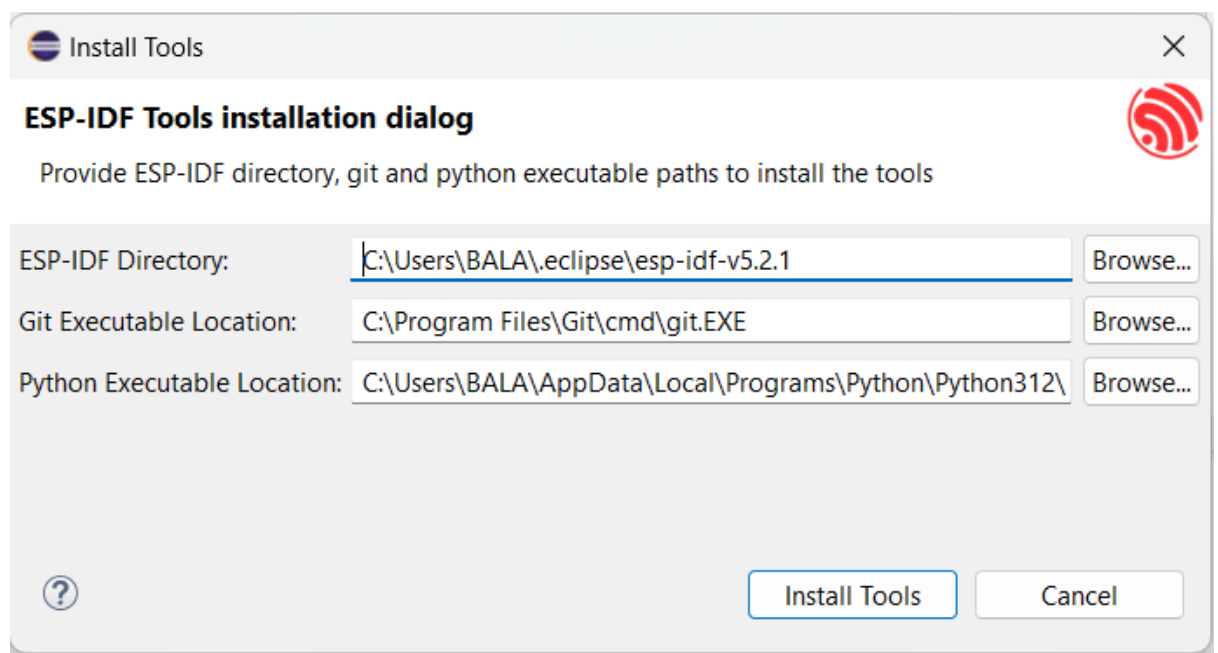 Install Tools
ESP-IDF Tools installation dialog
Provide ESP-IDF directory, git and python executable paths to install the tools
ESP-IDF Directory: C:\Users\BALA\.eclipse\esp-idf-v5.2.1 Browse...
Git Executable Location: C:\Program Files\Git\cmd\git.EXE Browse...
Python Executable Location: C:\Users\BALA\AppData\Local\Programs\Python\Python312\ Browse...
? Install Tools Cancel